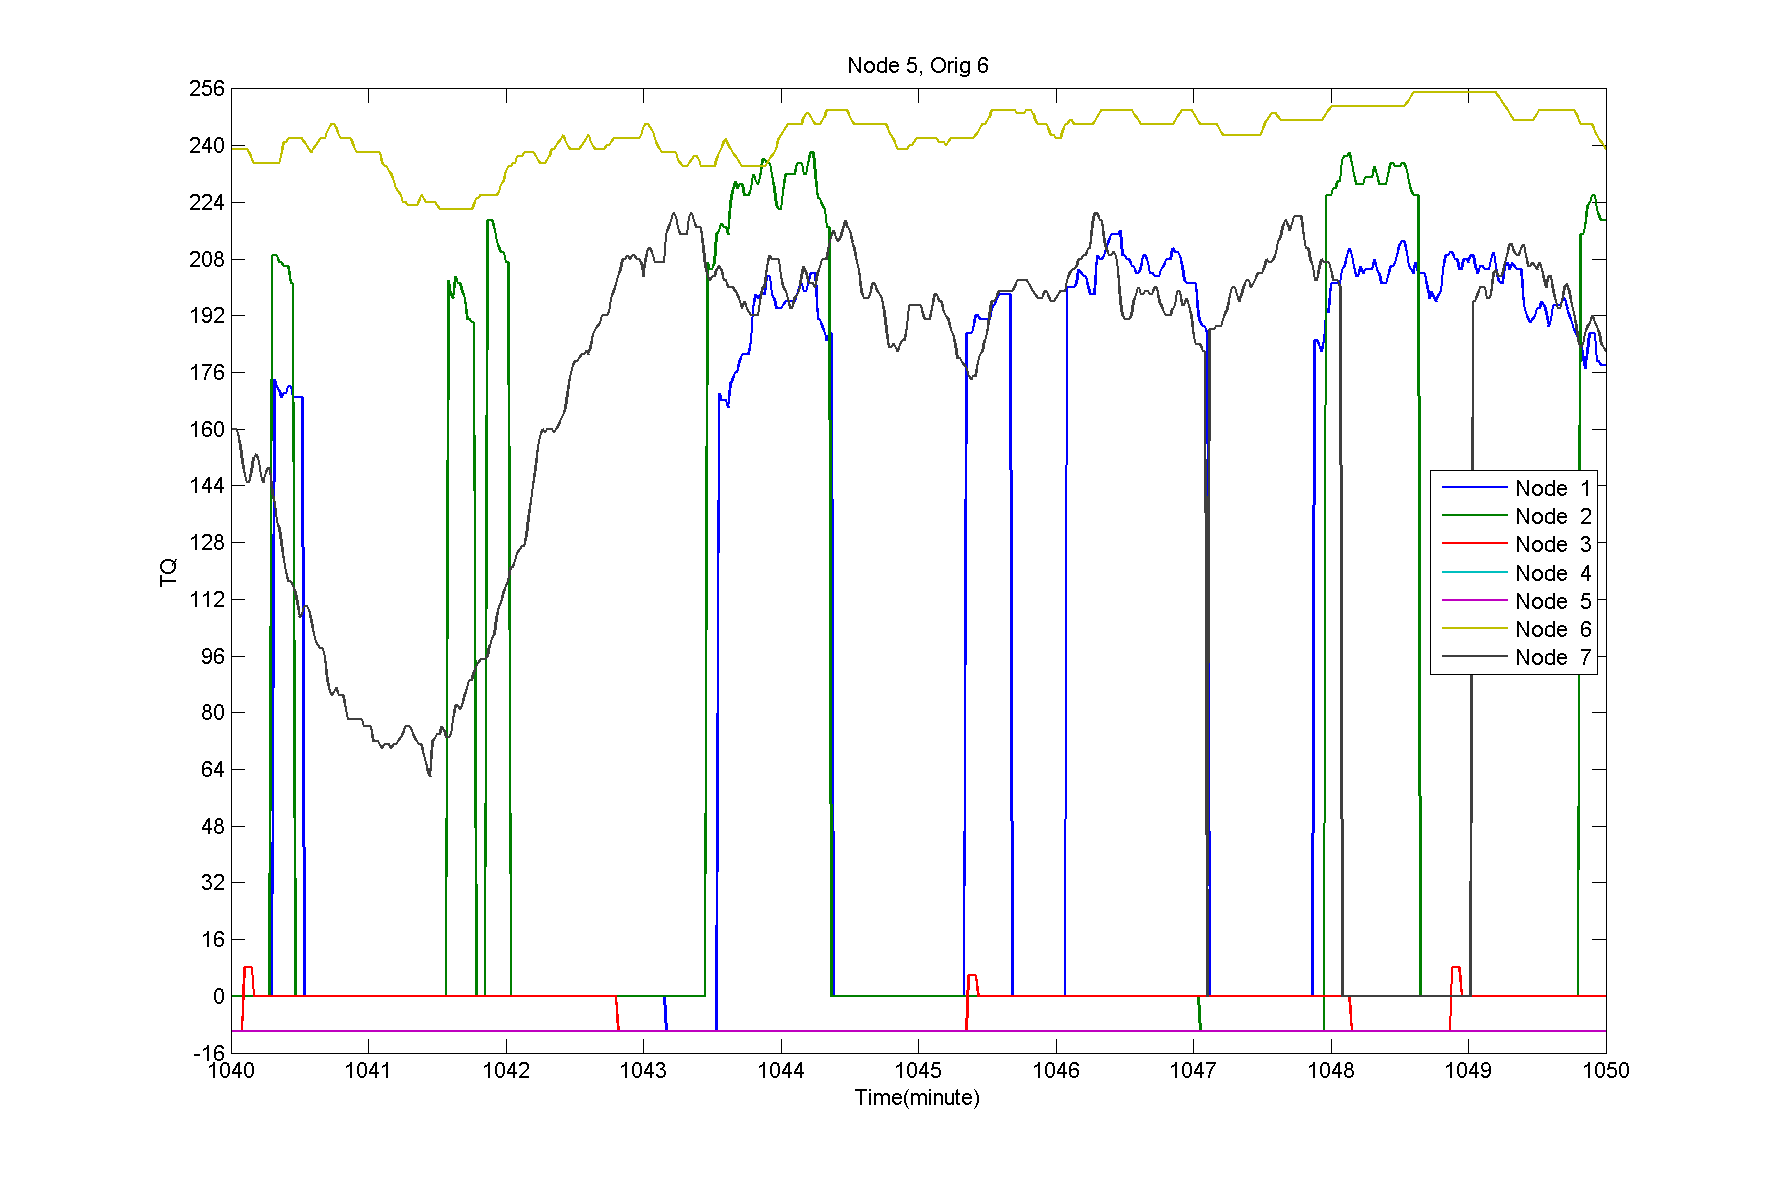 Node 5, Orig 6
256
240
224
208
192
176
160
144
128
112
96
80
64
48
32
16
0
-16
TQ
Node 1
Node 2
Node 3
Node 4
Node 5
Node 6
Node 7
1040 1041 1042 1043 1044 1045 1046 1047 1048 1049 1050
Time(minute)